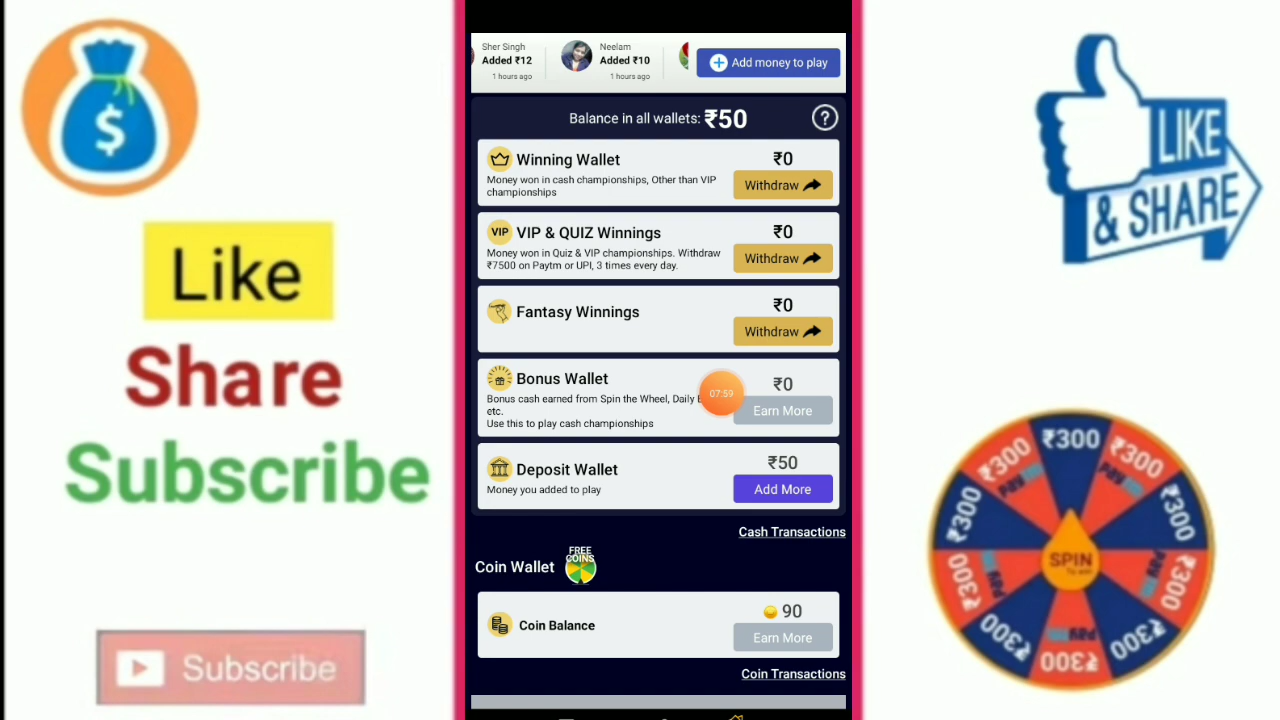 $
Like
Share
Subscribe
Subscribe
Sher Singh
Added ₹12
1 hours ago
Neelam
Added ₹10
1 hours ago
Add money to play
Balance in all wallets: ₹50
?
Winning Wallet
Money won in cash championships, Other than VIP
championships
₹0
Withdraw
VIP
VIP & QUIZ Winnings
Money won in Quiz & VIP championships. Withdraw
₹7500 on Paytm or UPI, 3 times every day.
₹0
Withdraw
Fantasy Winnings
₹0
Withdraw
Bonus Wallet
Bonus cash earned from Spin the Wheel, Daily
etc.
Use this to play cash championships
07:59
₹0
Earn More
Deposit Wallet
Money you added to play
₹50
Add More
Cash Transactions
Coin Wallet
FREE
COINS
Coin Balance
90
Earn More
Coin Transactions
LIKE
& SHARE
₹300
₹300
₹300
₹300
₹300
₹300
₹300
₹300
₹300
₹300
SPIN
To win